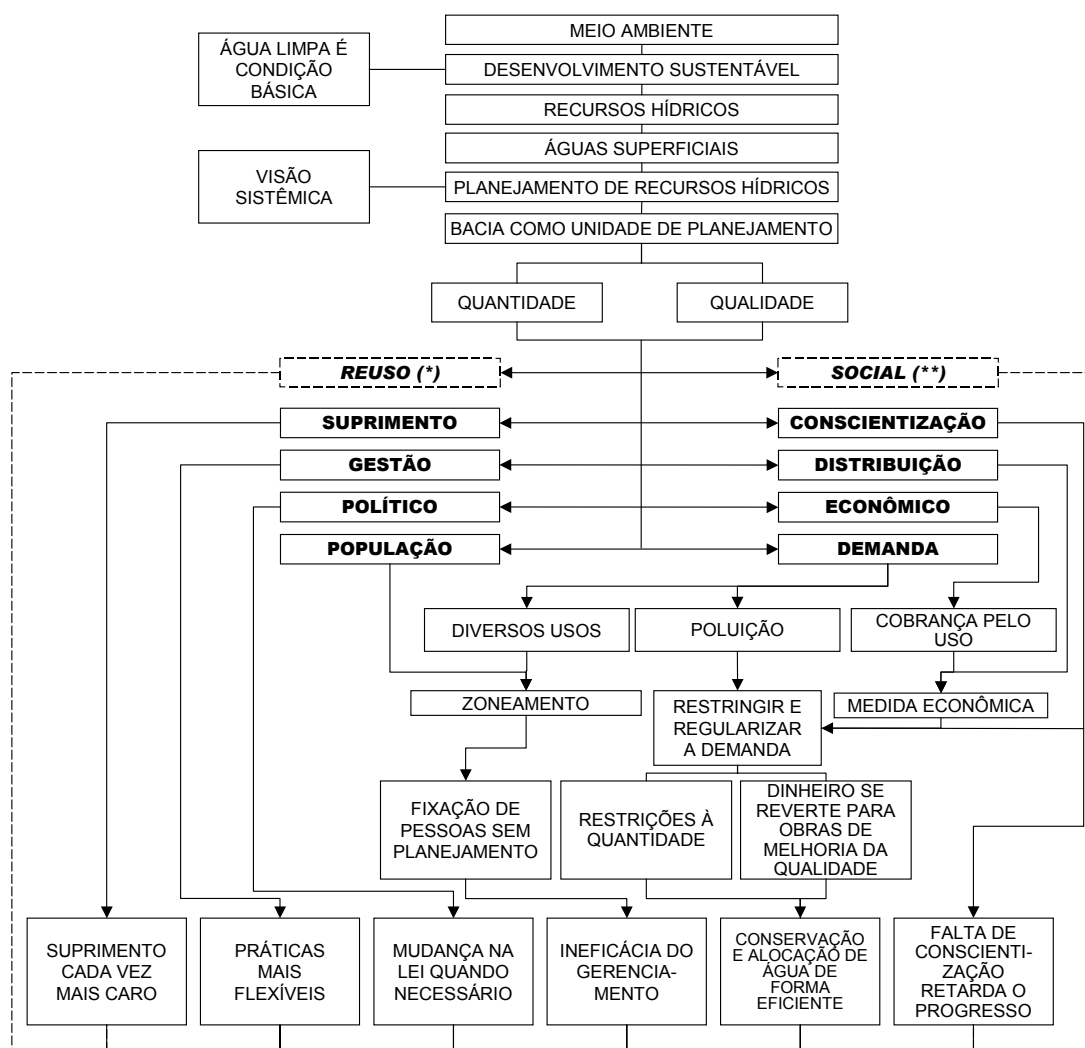 MEIO AMBIENTE
ÁGUA LIMPA É
CONDIÇÃO
BÁSICA
DESENVOLVIMENTO SUSTENTÁVEL
RECURSOS HÍDRICOS
ÁGUAS SUPERFICIAIS
VISÃO
SISTÊMICA
PLANEJAMENTO DE RECURSOS HÍDRICOS
BACIA COMO UNIDADE DE PLANEJAMENTO
QUANTIDADE
QUALIDADE
REUSO (*)
SOCIAL (**)
SUPRIMENTO
CONSCIENTIZAÇÃO
GESTÃO
DISTRIBUIÇÃO
POLÍTICO
ECONÔMICO
POPULAÇÃO
DEMANDA
DIVERSOS USOS
POLUIÇÃO
COBRANÇA PELO
USO
ZONEAMENTO
RESTRINGIR E
REGULARIZAR
A DEMANDA
MEDIDA ECONÔMICA
FIXAÇÃO DE
PESSOAS SEM
PLANEJAMENTO
RESTRIÇÕES À
QUANTIDADE
DINHEIRO SE
REVERTE PARA
OBRAS DE
MELHORIA DA
QUALIDADE
SUPRIMENTO
CADA VEZ
MAIS CARO
PRÁTICAS
MAIS
FLEXÍVEIS
MUDANÇA NA
LEI QUANDO
NECESSÁRIO
INEFICÁCIA DO
GERENCIA-
MENTO
CONSERVAÇÃO
E ALOCAÇÃO DE
ÁGUA DE
FORMA
EFICIENTE
FALTA DE
CONSCIENTI-
ZAÇÃO
RETARDA O
PROGRESSO